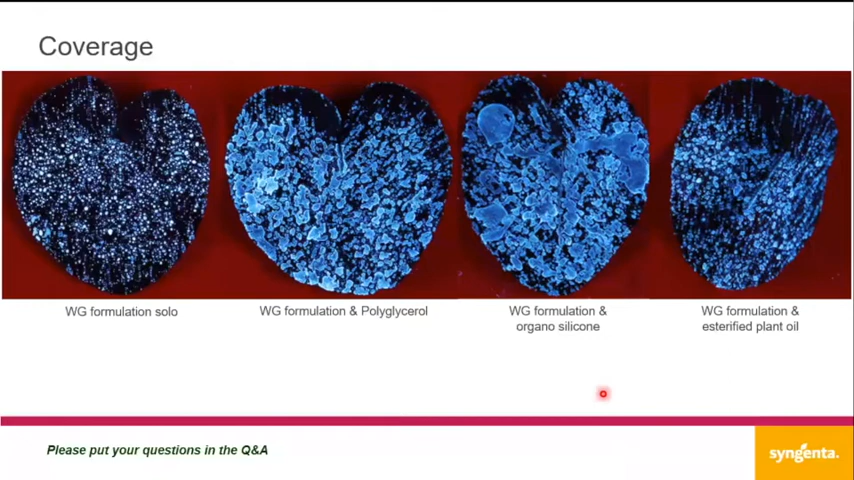 Coverage
WG formulation solo
WG formulation & Polyglycerol
WG formulation &
organo silicone
WG formulation &
esterified plant oil
Please put your questions in the Q&A
syngenta.